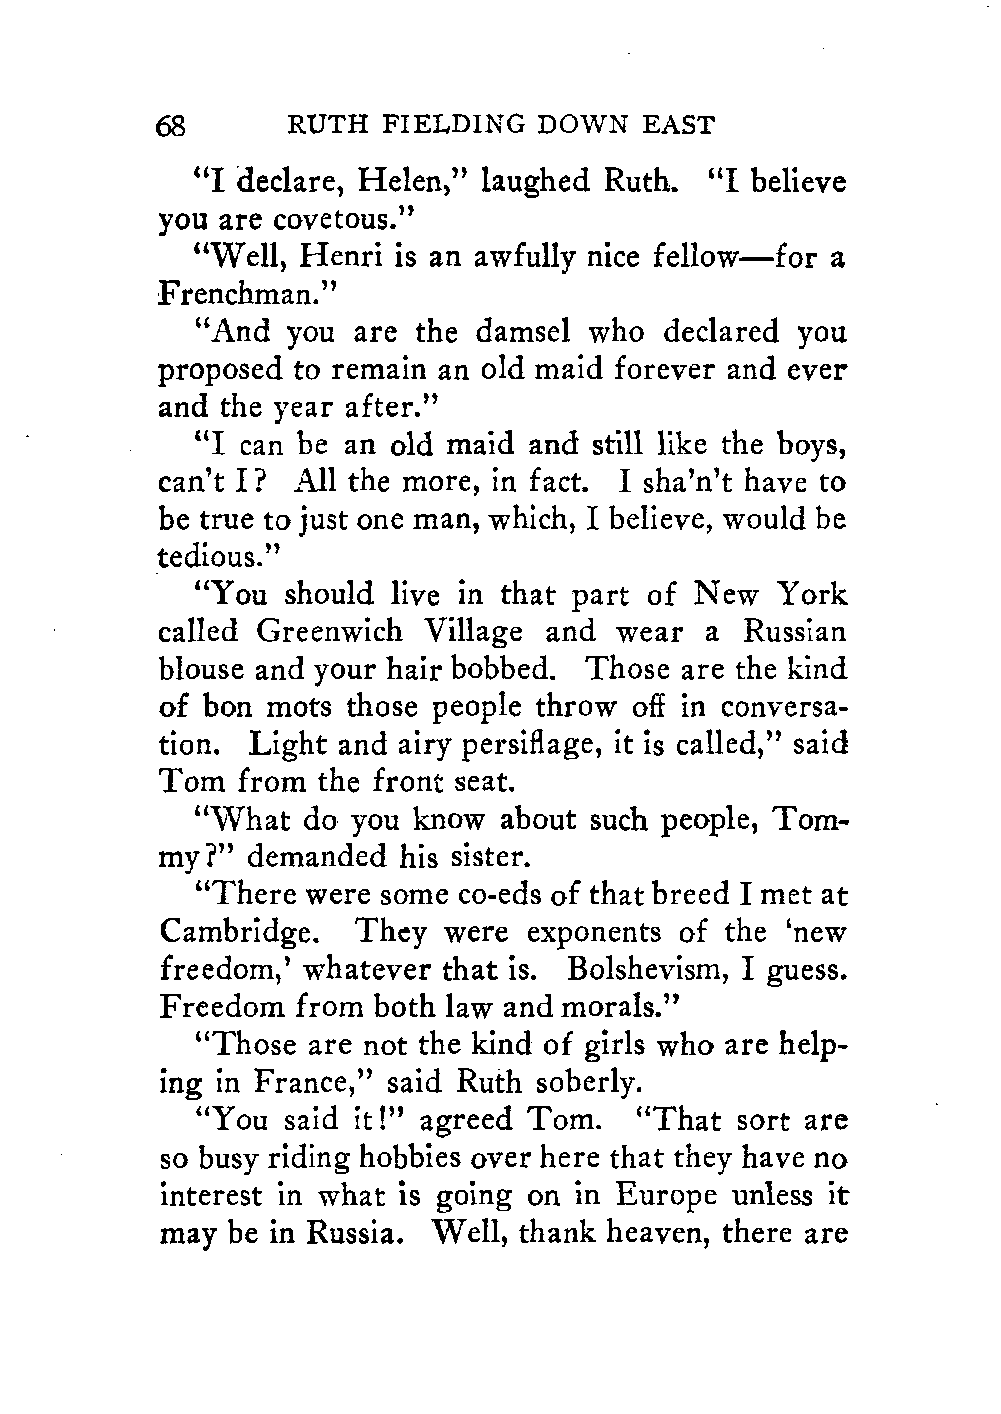 68 RUTH FIELDING DOWN EAST
"I declare, Helen," laughed Ruth. "I believe
you are covetous."
"Well, Henri is an awfully nice fellow—for a
Frenchman."
"And you are the damsel who declared you
proposed to remain an old maid forever and ever
and the year after."
"I can be an old maid and still like the boys,
can't I? All the more, in fact. I sha'n't have to
be true to just one man, which, I believe, would be
tedious."
"You should live in that part of New York
called Greenwich Village and wear a Russian
blouse and your hair bobbed. Those are the kind
of bon mots those people throw off in conversa-
tion. Light and airy persiflage, it is called," said
Tom from the front seat.
"What do you know about such people, Tom-
my?" demanded his sister.
"There were some co-eds of that breed I met at
Cambridge. They were exponents of the 'new
freedom,' whatever that is. Bolshevism, I guess.
Freedom from both law and morals."
"Those are not the kind of girls who are help-
ing in France," said Ruth soberly.
"You said it!" agreed Tom. "That sort are
so busy riding hobbies over here that they have no
interest in what is going on in Europe unless it
may be in Russia. Well, thank heaven, there are